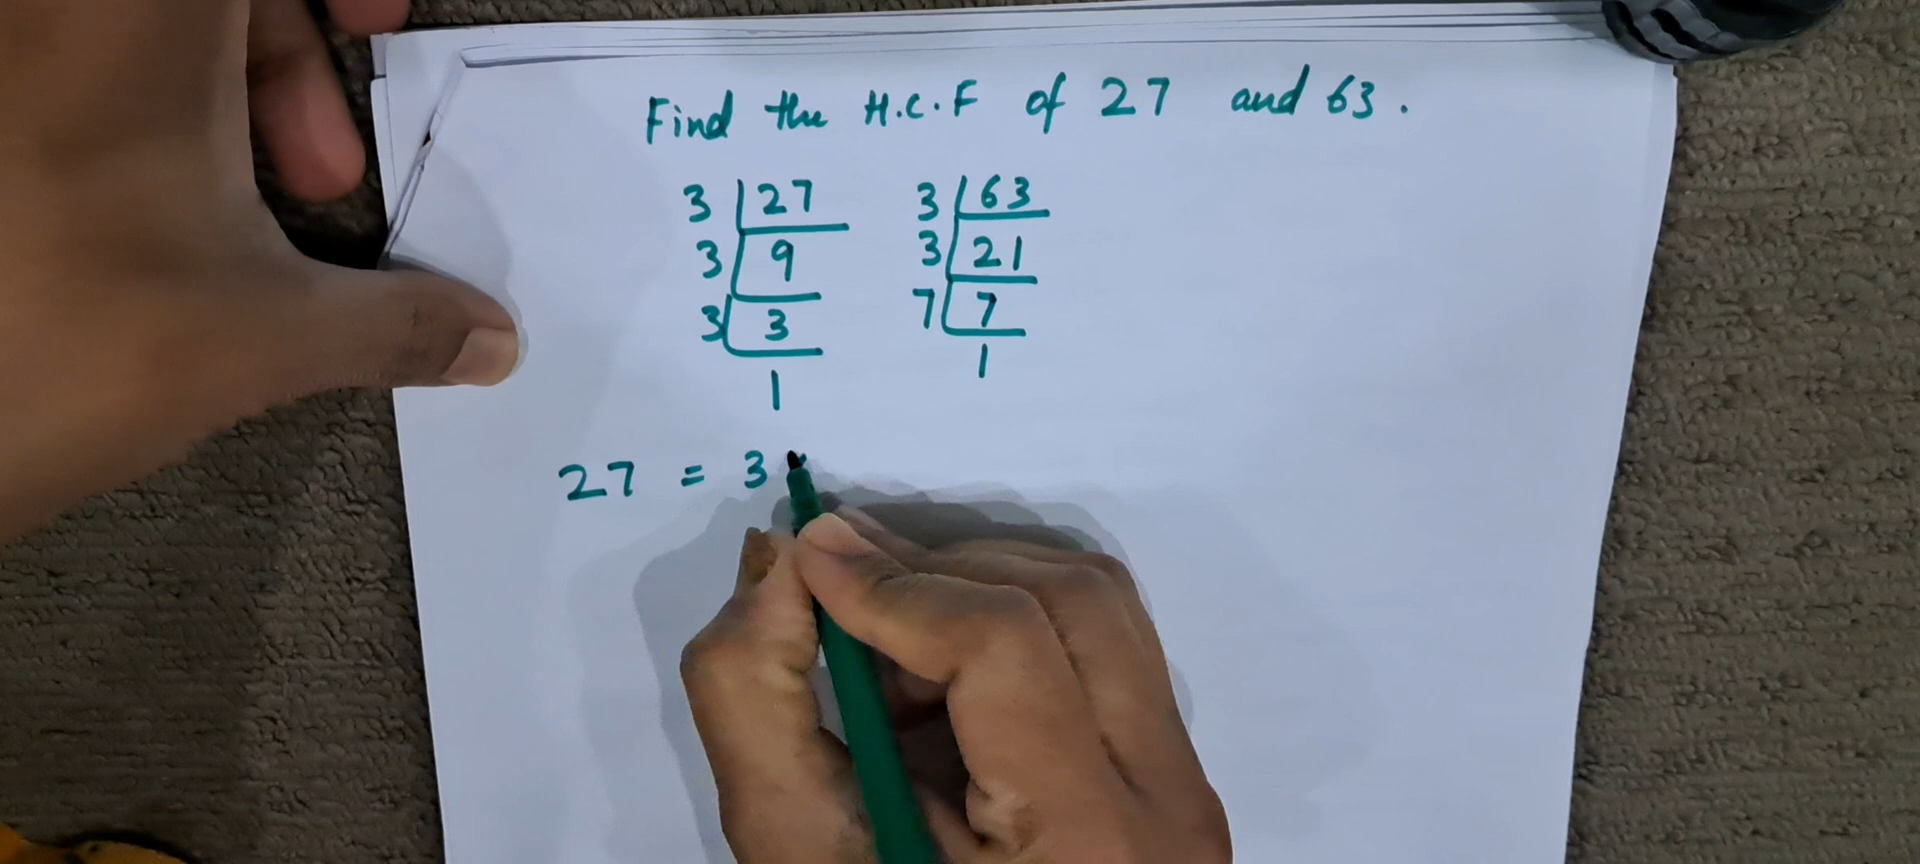 Find the H.C.F of 27 and 63.
3 | 27
3 | 9
3 | 3
1
3 | 63
3 | 21
7 | 7
1
27 = 3